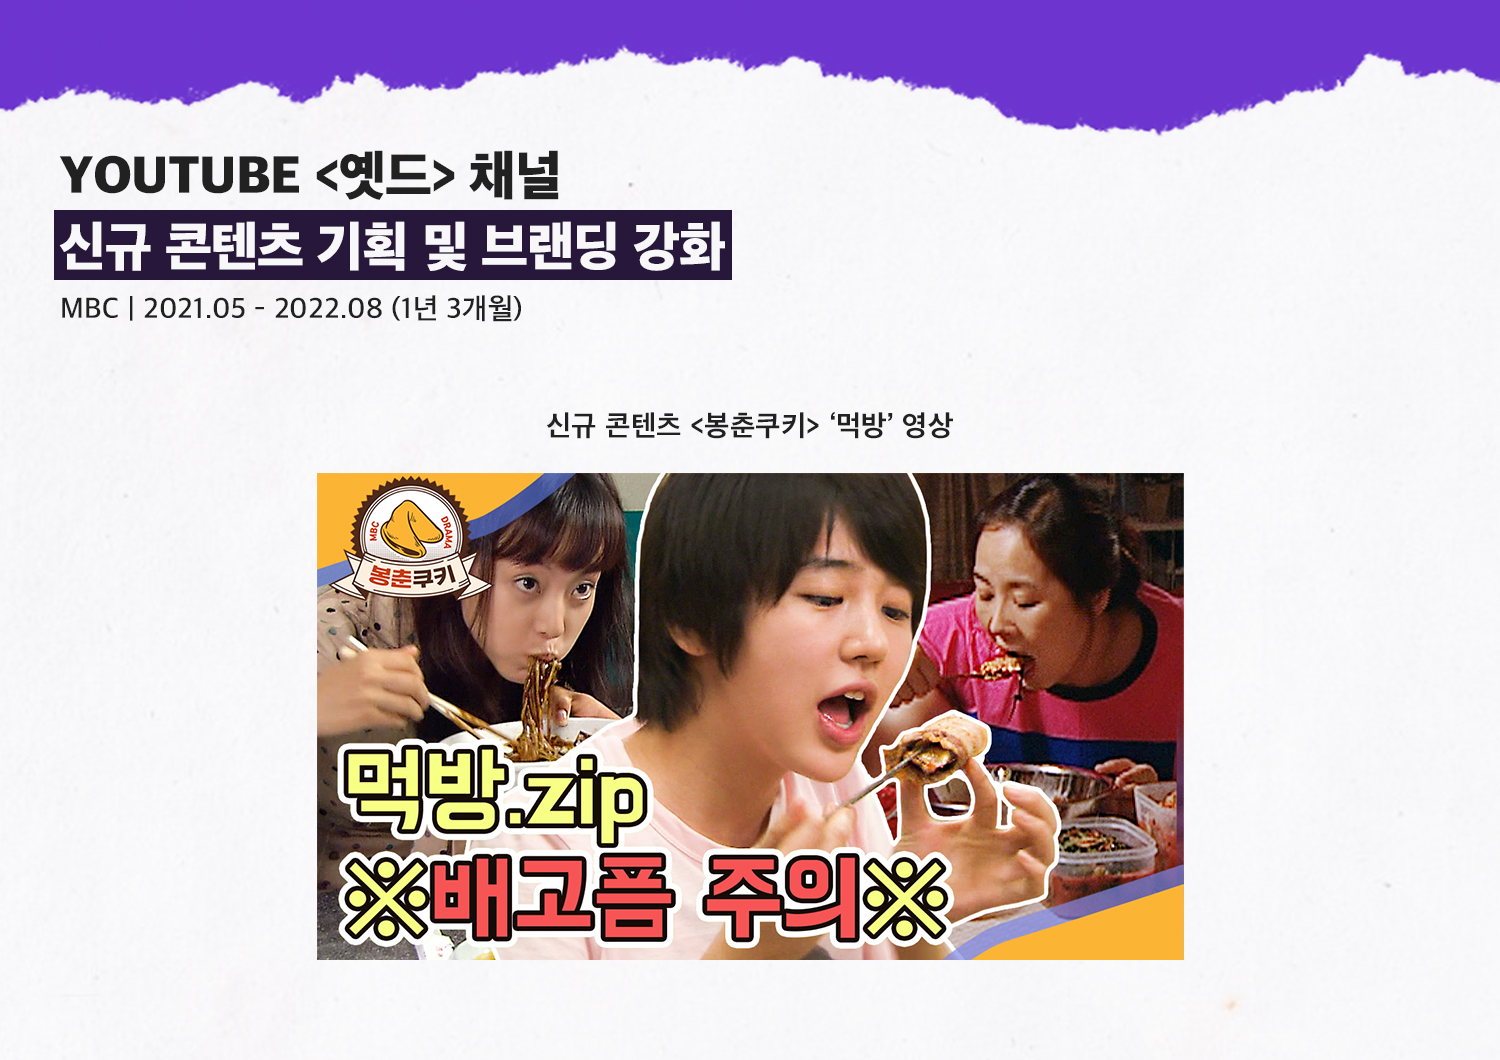 YOUTUBE <옛드> 채널
신규 콘텐츠 기획 및 브랜딩 강화
MBC | 2021.05 - 2022.08 (1년 3개월)
신규 콘텐츠 <봉춘쿠키> ‘먹방’ 영상
MBC DRAMA
봉춘쿠키
먹방.zip
※배고픔 주의※